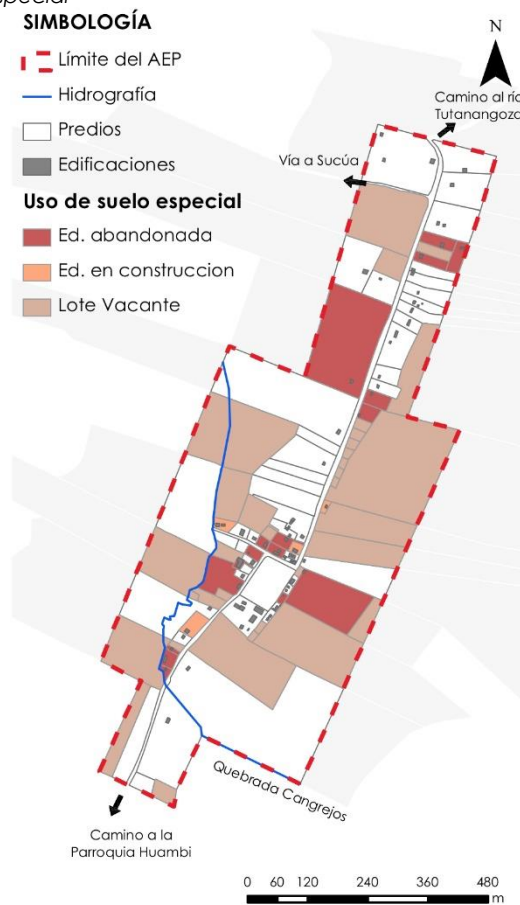 special
SIMBOLOGÍA
Límite del AEP
Hidrografía
Predios
Edificaciones
Uso de suelo especial
Ed. abandonada
Ed. en construccion
Lote Vacante
N
Camino al río
Tutanangoza
Vía a Sucúa
Quebrada Cangrejos
Camino a la
Parroquia Huambi
0 60 120 240 360 480
m